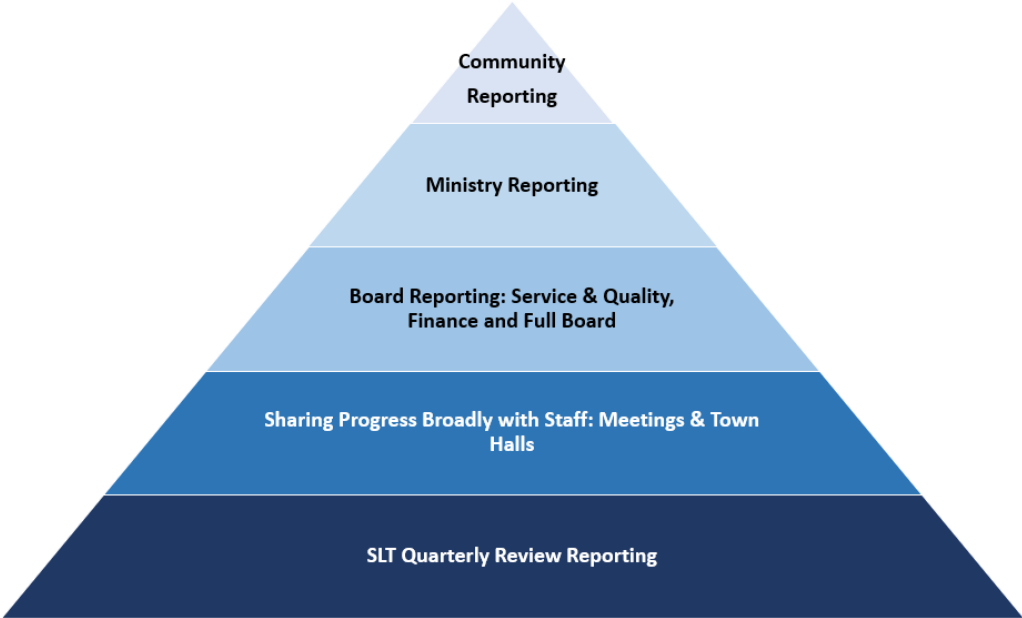 Community
Reporting
Ministry Reporting
Board Reporting: Service & Quality,
Finance and Full Board
Sharing Progress Broadly with Staff: Meetings & Town
Halls
SLT Quarterly Review Reporting